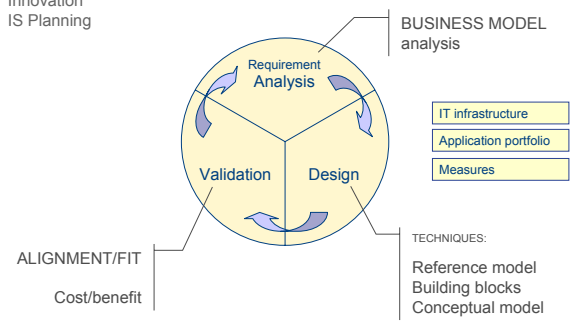 Innovation
IS Planning
BUSINESS MODEL
analysis
Requirement
Analysis
IT infrastructure
Application portfolio
Measures
Validation
Design
ALIGNMENT/FIT
Cost/benefit
TECHNIQUES:
Reference model
Building blocks
Conceptual model